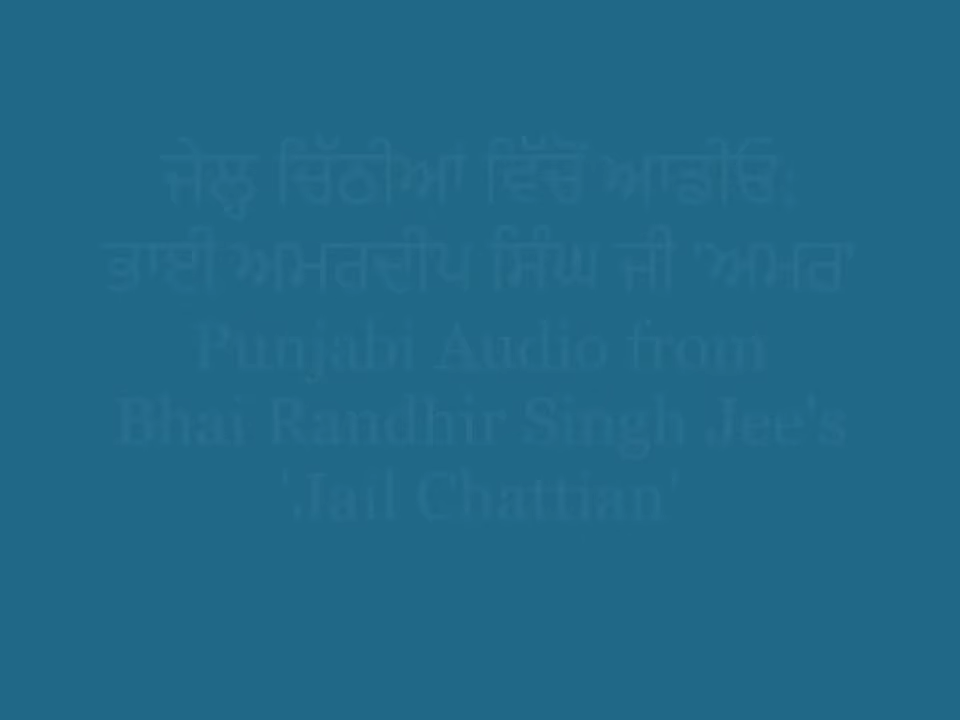 ਜੇਲ੍ਹ ਚਿੱਠੀਆਂ ਵਿੱਚੋਂ ਆਡੀਓ:
ਭਾਈ ਅਮਰਦੀਪ ਸਿੰਘ ਜੀ 'ਅਮਰ'
Punjabi Audio from
Bhai Randhir Singh Jee's
'Jail Chattian'